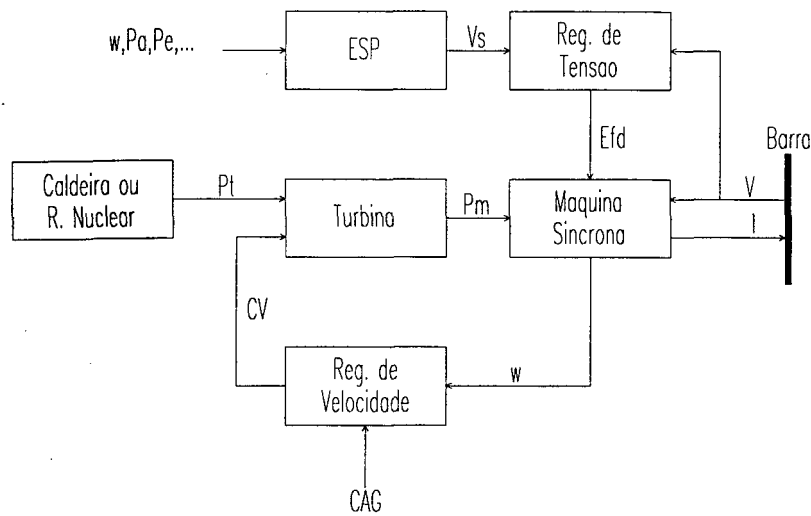 w,Pa,Pe,...
ESP
Vs
Reg. de
Tensao
Efd
Barra
Caldeira ou
R. Nuclear
Pt
Turbina
Pm
Maquina
Sincrona
V
I
CV
Reg. de
Velocidade
w
CAG